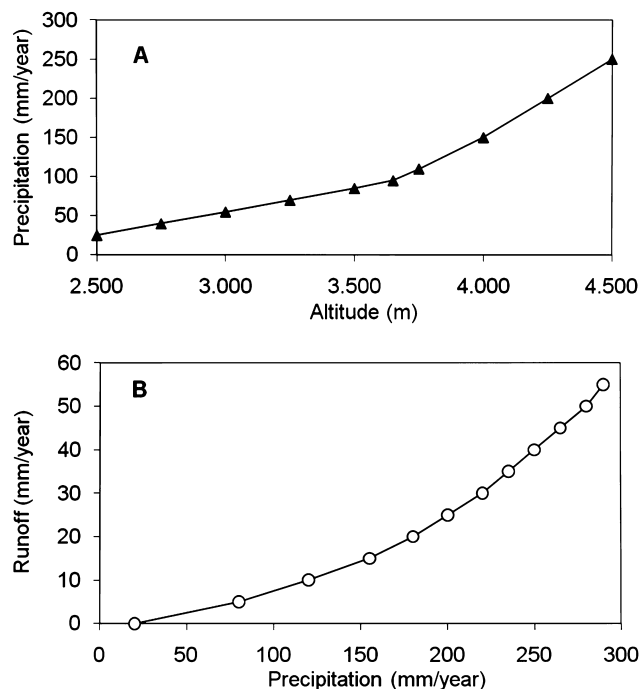 A
Precipitation (mm/year)
300
250
200
150
100
50
0
2.500 3.000 3.500 4.000 4.500
Altitude (m)
B
Runoff (mm/year)
60
50
40
30
20
10
0
0 50 100 150 200 250 300
Precipitation (mm/year)